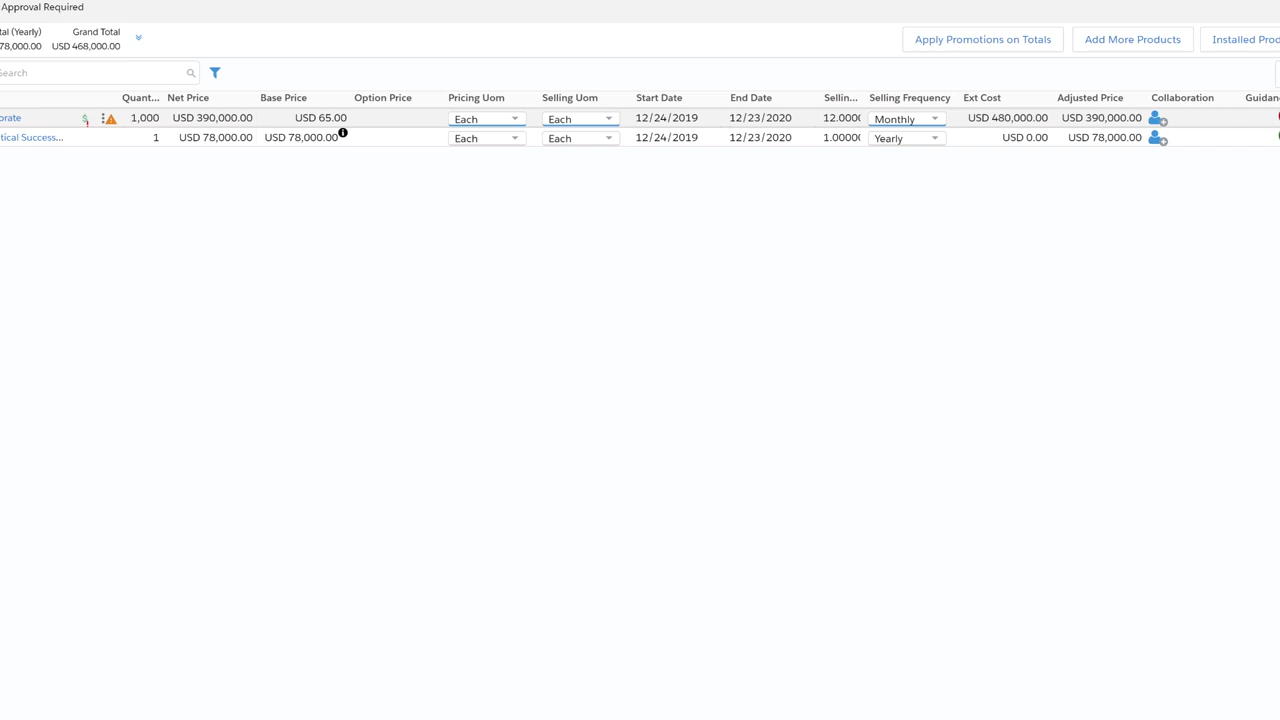 Approval Required
tal (Yearly) Grand Total
78,000.00 USD 468,000.00
Apply Promotions on Totals Add More Products Installed Prod
Search
Quant... Net Price Base Price Option Price Pricing Uom Selling Uom Start Date End Date Sellin... Selling Frequency Ext Cost Adjusted Price Collaboration Guidanc
orate 1,000 USD 390,000.00 USD 65.00 Each Each 12/24/2019 12/23/2020 12.0000 Monthly USD 480,000.00 USD 390,000.00
tical Success... 1 USD 78,000.00 USD 78,000.00 Each Each 12/24/2019 12/23/2020 1.00000 Yearly USD 0.00 USD 78,000.00